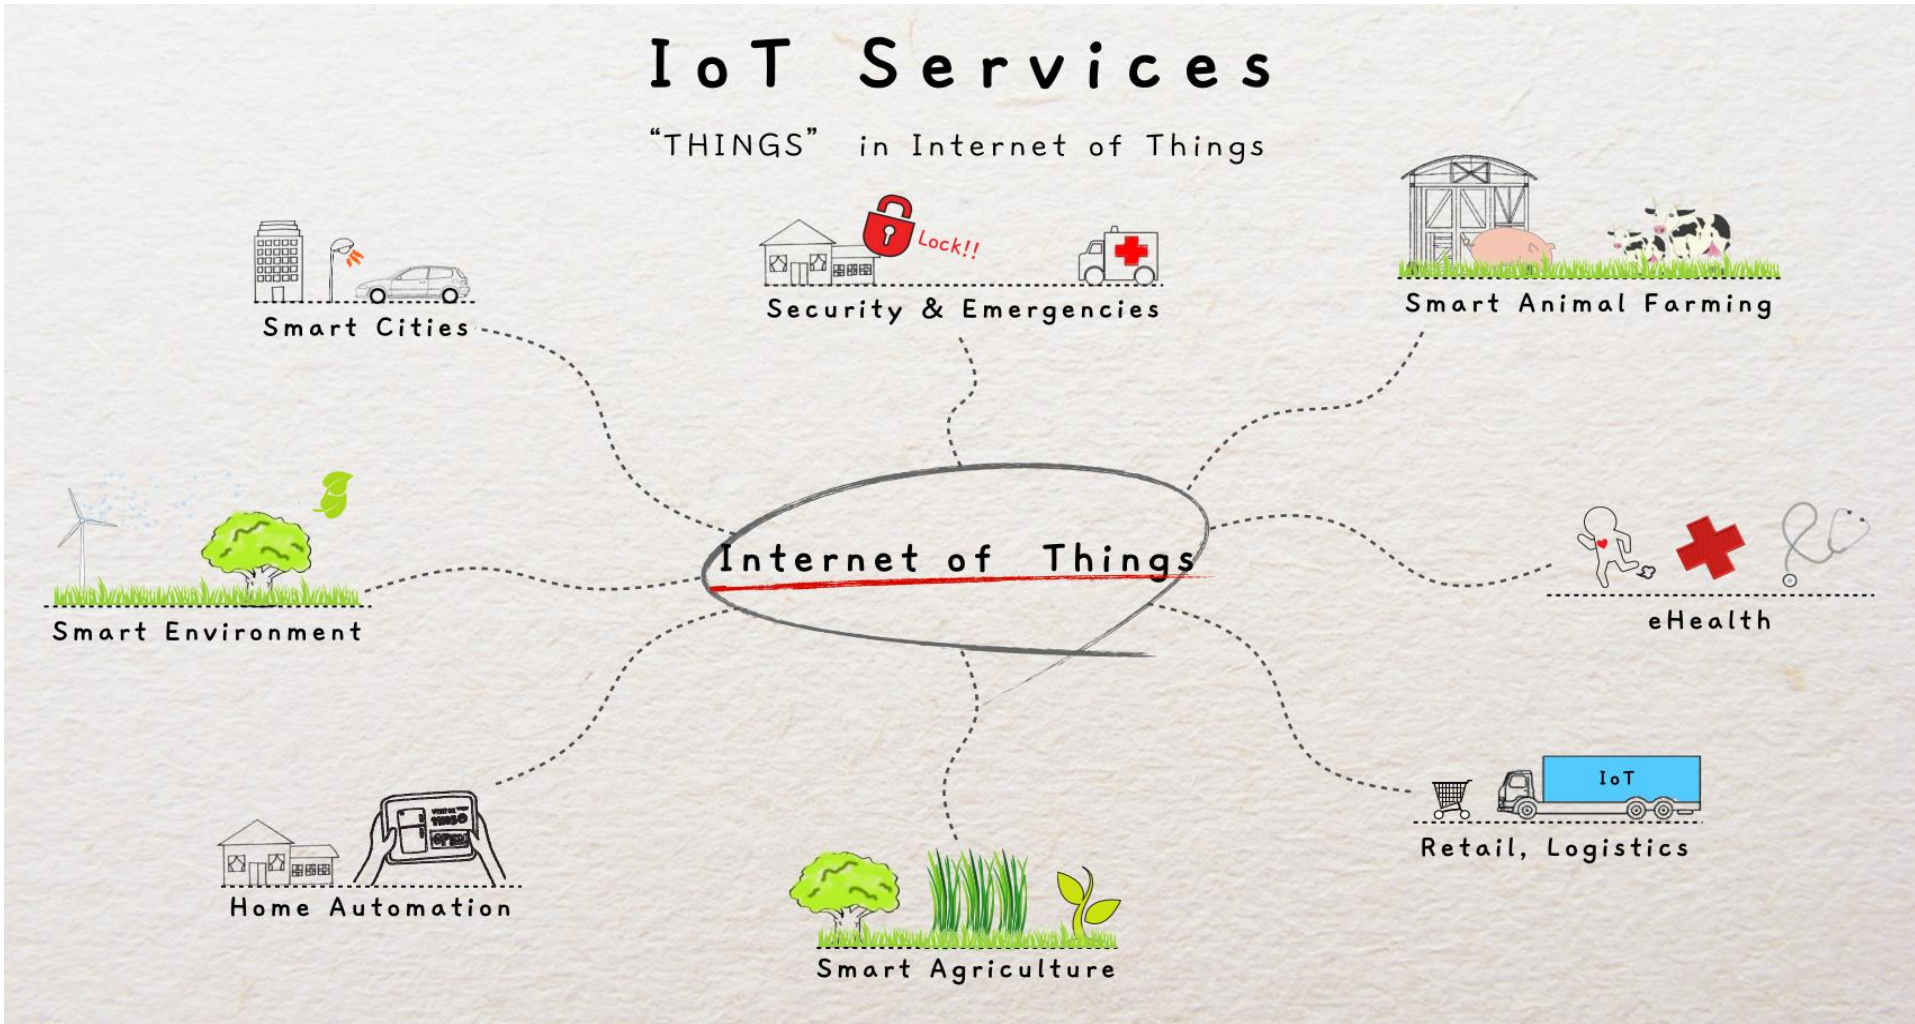 IoT Services
“THINGS” in Internet of Things
Lock!!
Security & Emergencies
Smart Animal Farming
Smart Cities
Internet of Things
Smart Environment
eHealth
IoT
Retail, Logistics
Home Automation
Smart Agriculture